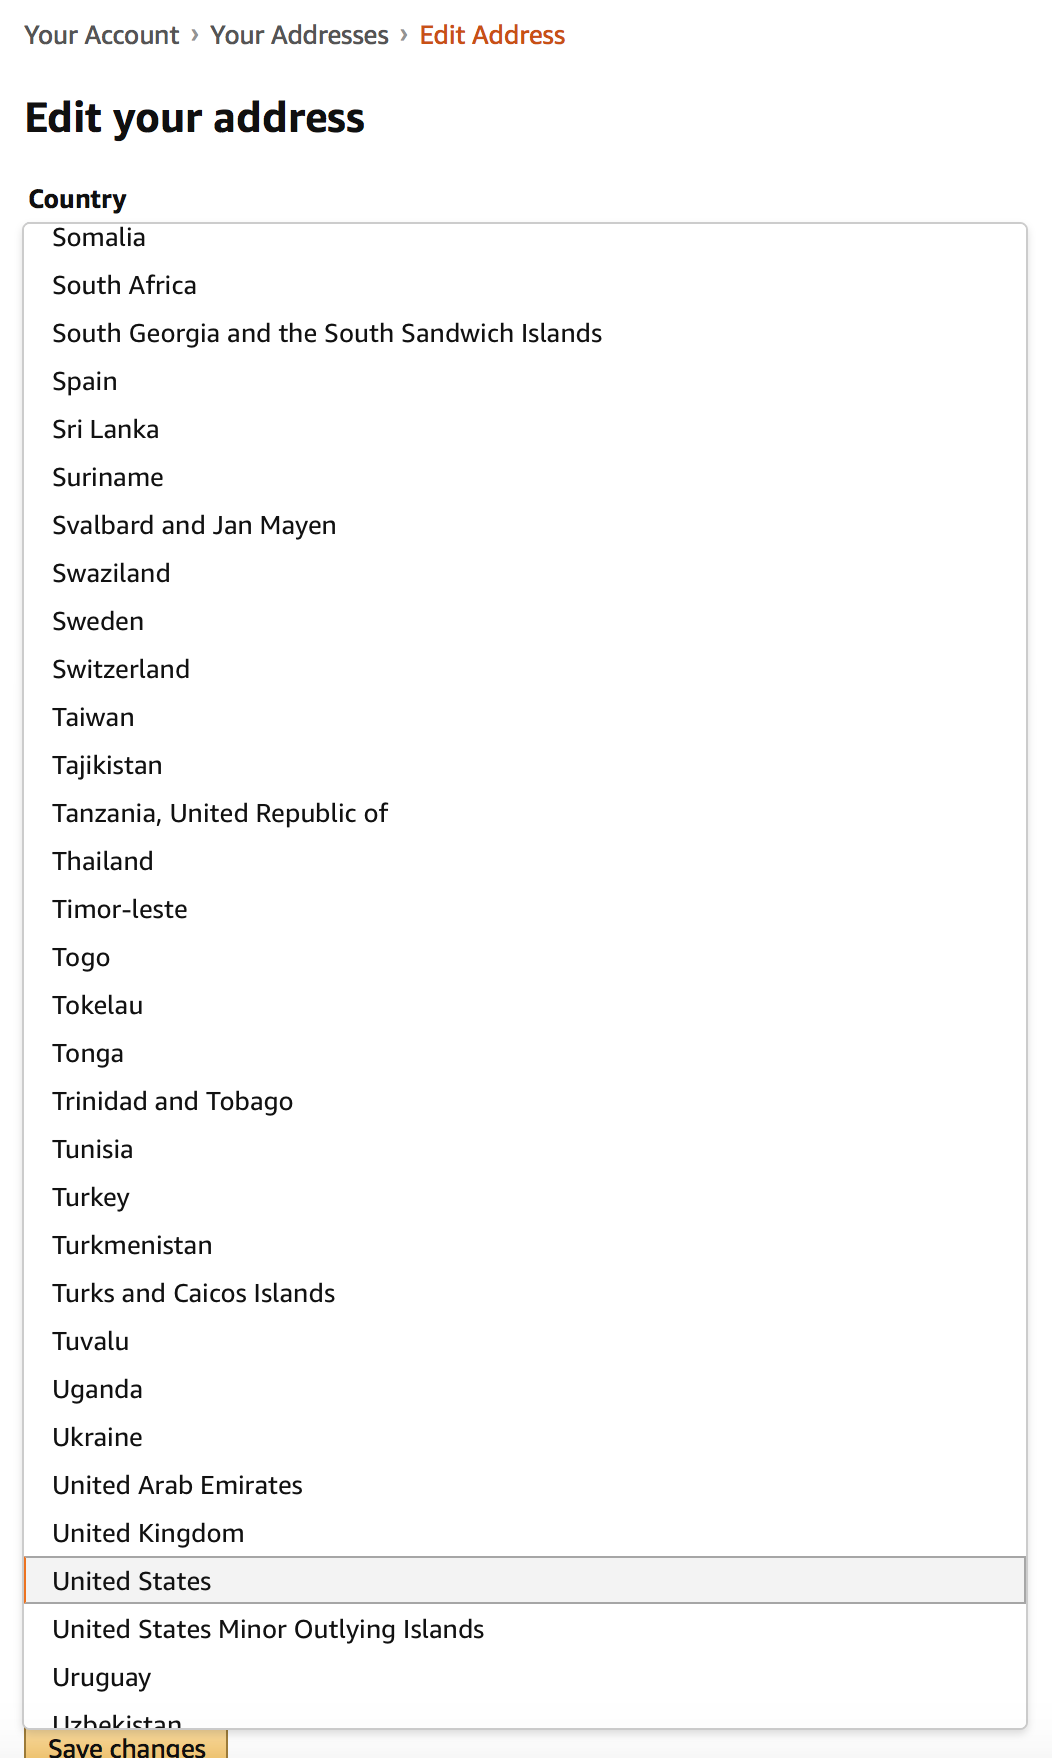 Your Account › Your Addresses › Edit Address
Edit your address
Country
Somalia
South Africa
South Georgia and the South Sandwich Islands
Spain
Sri Lanka
Suriname
Svalbard and Jan Mayen
Swaziland
Sweden
Switzerland
Taiwan
Tajikistan
Tanzania, United Republic of
Thailand
Timor-leste
Togo
Tokelau
Tonga
Trinidad and Tobago
Tunisia
Turkey
Turkmenistan
Turks and Caicos Islands
Tuvalu
Uganda
Ukraine
United Arab Emirates
United Kingdom
United States
United States Minor Outlying Islands
Uruguay
Uzbekistan
Save changes